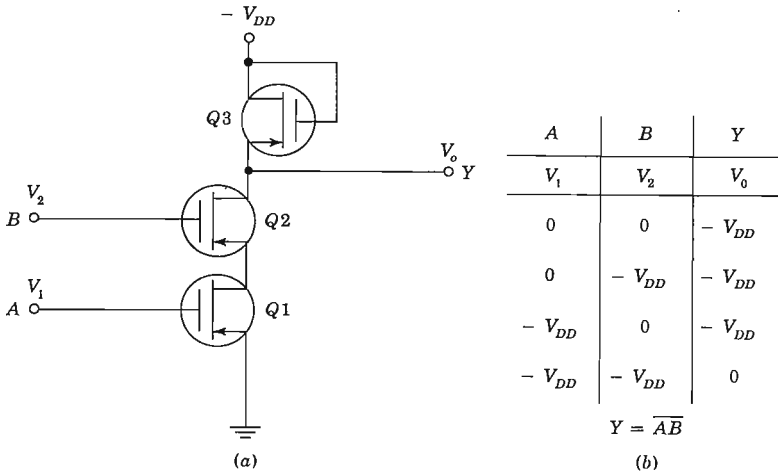 − V_DD
Q3
V_o
Y
V_2
B
Q2
V_1
A
Q1
(a)
A B Y
V_1 V_2 V_0
0 0 − V_DD
0 − V_DD − V_DD
− V_DD 0 − V_DD
− V_DD − V_DD 0
Y = \overline{AB}
(b)